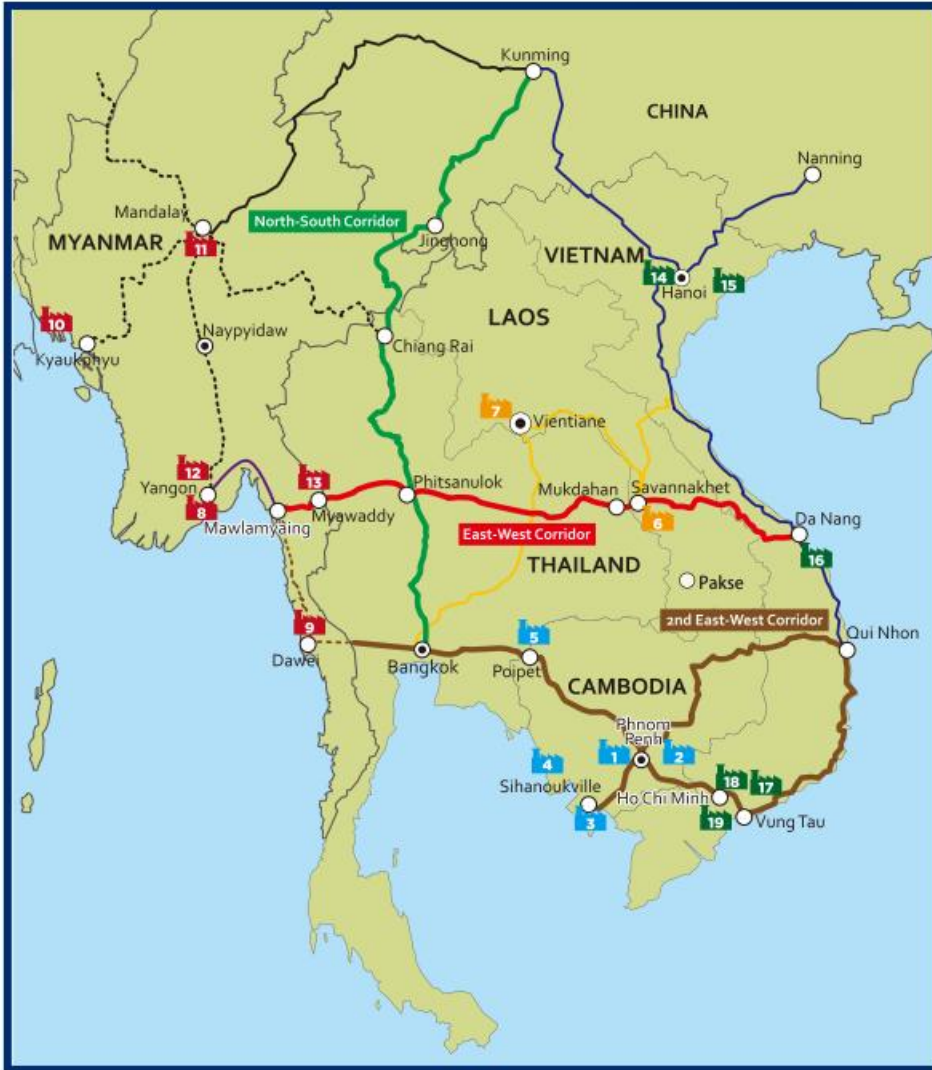 Kunming
CHINA
Nanning
Mandalay
North-South Corridor
11
MYANMAR
Jinghong
VIETNAM
14
Hanoi
15
10
LAOS
Kyaukphyu
Naypyidaw
Chiang Rai
7
Vientiane
12
13
Phitsanulok
Mukdahan
Savannakhet
Yangon
8
Mawlamyaing
Myawaddy
6
East-West Corridor
Da Nang
16
THAILAND
Pakse
2nd East-West Corridor
9
5
Qui Nhon
Dawei
Bangkok
Poipet
CAMBODIA
Phnom
Penh
4
1
2
Sihanoukville
Ho Chi Minh
18
17
3
19
Vung Tau